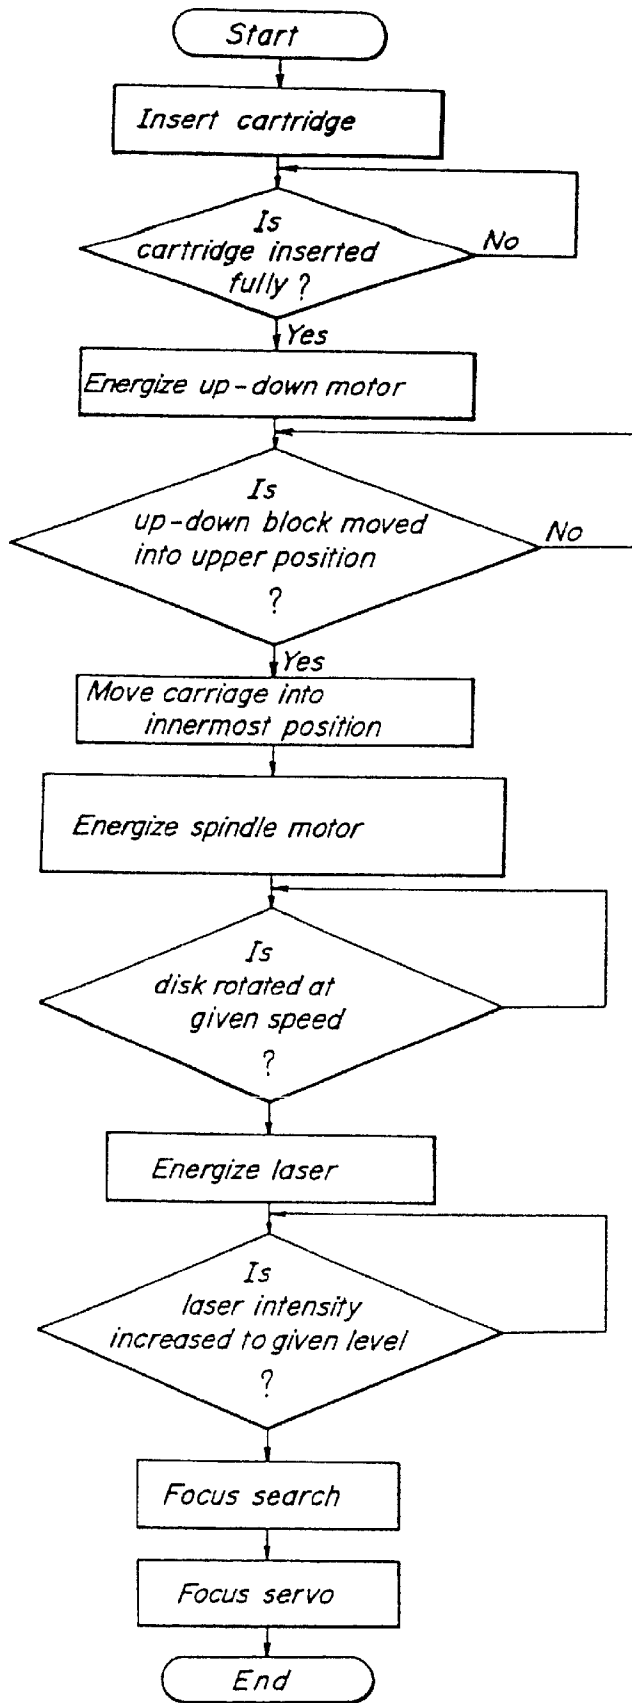 Start
Insert cartridge
Is
cartridge inserted
fully ?
No
Yes
Energize up-down motor
Is
up-down block moved
into upper position
?
No
Yes
Move carriage into
innermost position
Energize spindle motor
Is
disk rotated at
given speed
?
Energize laser
Is
laser intensity
increased to given level
?
Focus search
Focus servo
End